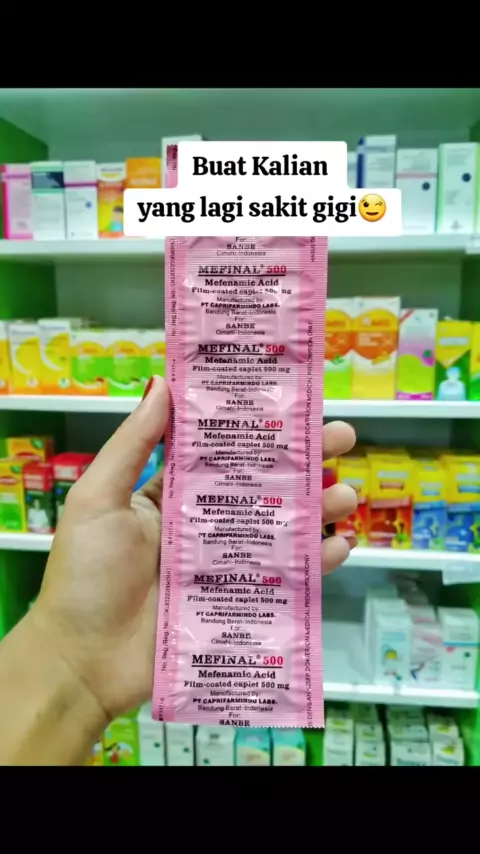 Buat Kalian
yang lagi sakit gigi😉
For:
SANBE
Cimahi-Indonesia
MEFINAL® 500
Mefenamic Acid
Film-coated caplet 500 mg
Manufactured by:
PT CAPRIFARMINDO LABS.
Bandung Barat-Indonesia
For:
SANBE
Cimahi-Indonesia
MEFINAL® 500
Mefenamic Acid
Film-coated caplet 500 mg
Manufactured by:
PT CAPRIFARMINDO LABS.
Bandung Barat-Indonesia
For:
SANBE
Cimahi-Indonesia
MEFINAL® 500
Mefenamic Acid
Film-coated caplet 500 mg
Manufactured by:
PT CAPRIFARMINDO LABS.
Bandung Barat-Indonesia
For:
SANBE
Cimahi-Indonesia
MEFINAL® 500
Mefenamic Acid
Film-coated caplet 500 mg
Manufactured by:
PT CAPRIFARMINDO LABS.
Bandung Barat-Indonesia
For:
SANBE
Cimahi-Indonesia
MEFINAL® 500
Mefenamic Acid
Film-coated caplet 500 mg
Manufactured by:
PT CAPRIFARMINDO LABS.
Bandung Barat-Indonesia
For:
SANBE
Cimahi-Indonesia
MEFINAL® 500
Mefenamic Acid
Film-coated caplet 500 mg
Manufactured by:
PT CAPRIFARMINDO LABS.
Bandung Barat-Indonesia
For:
SANBE